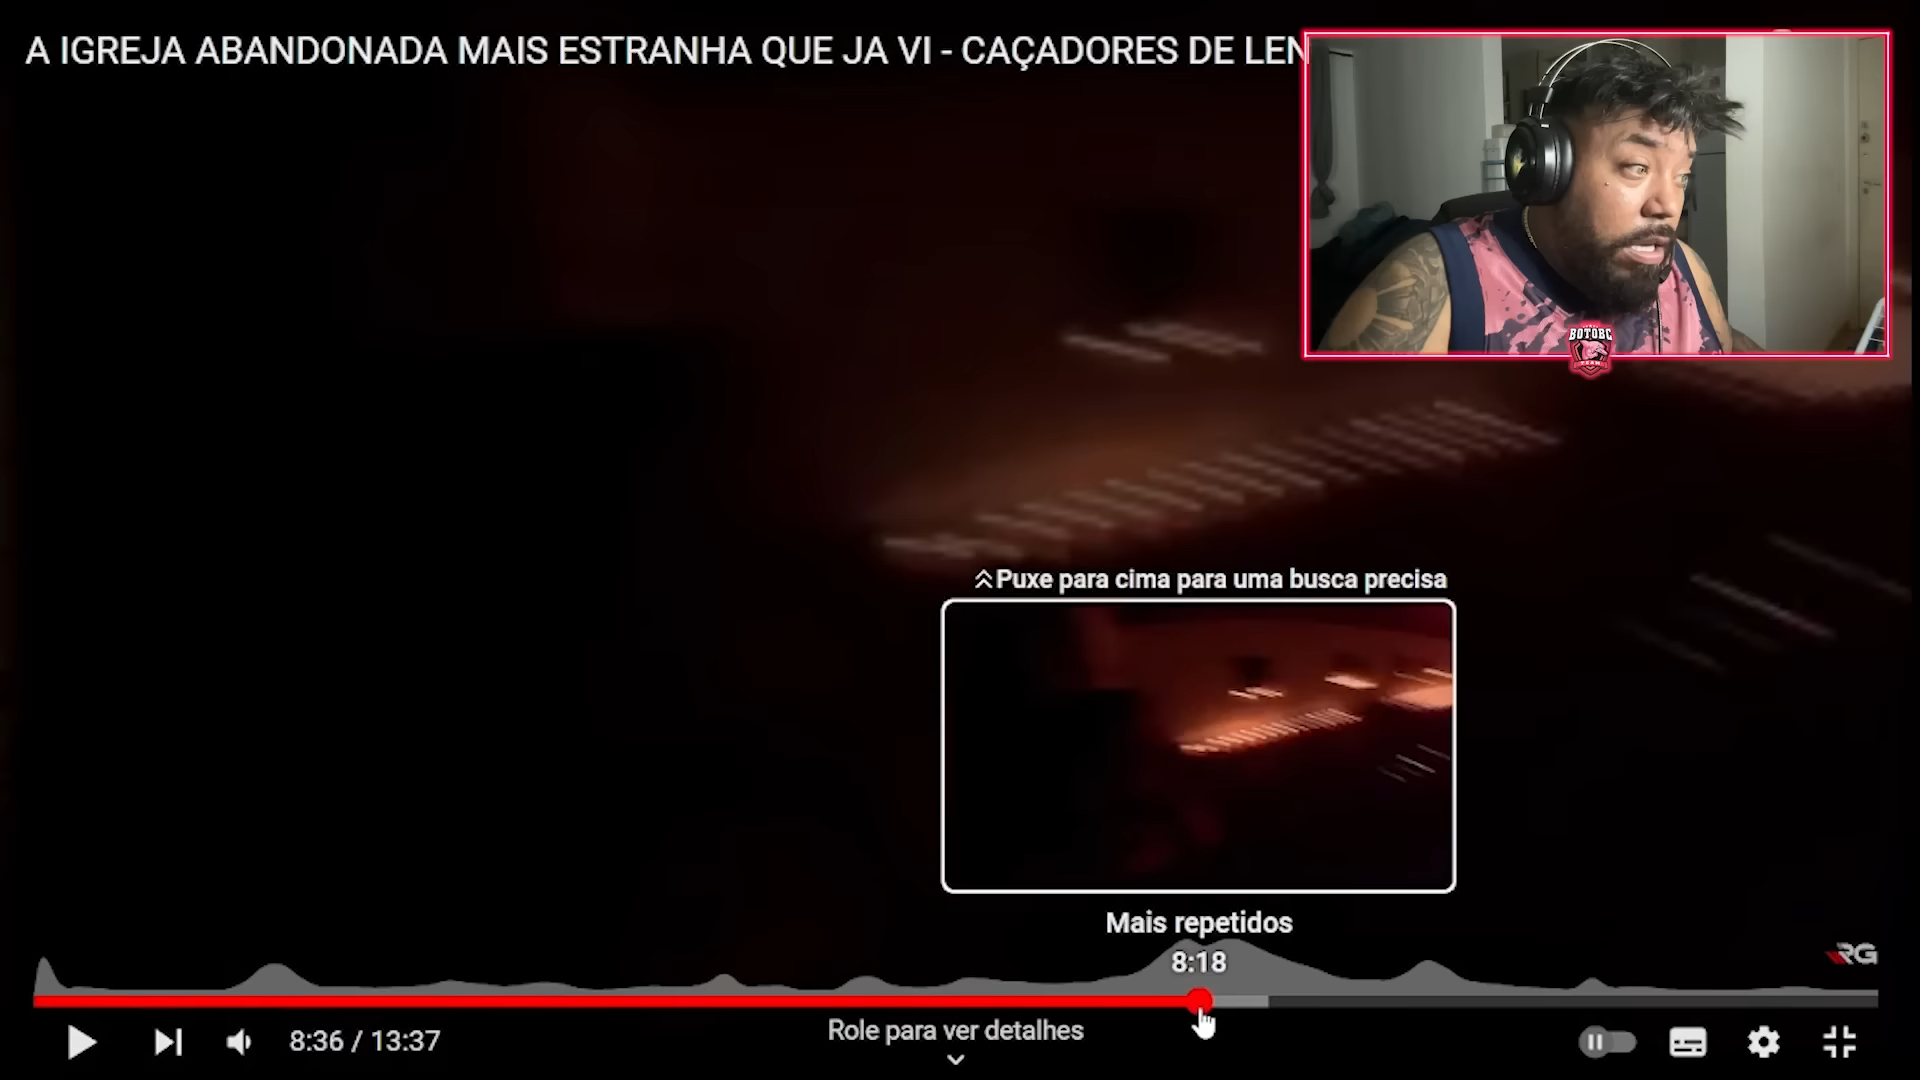 A IGREJA ABANDONADA MAIS ESTRANHA QUE JA VI - CAÇADORES DE LEN
BOTOBC
TEAM
Puxe para cima para uma busca precisa
Mais repetidos
8:18
RG
8:36 / 13:37
Role para ver detalhes